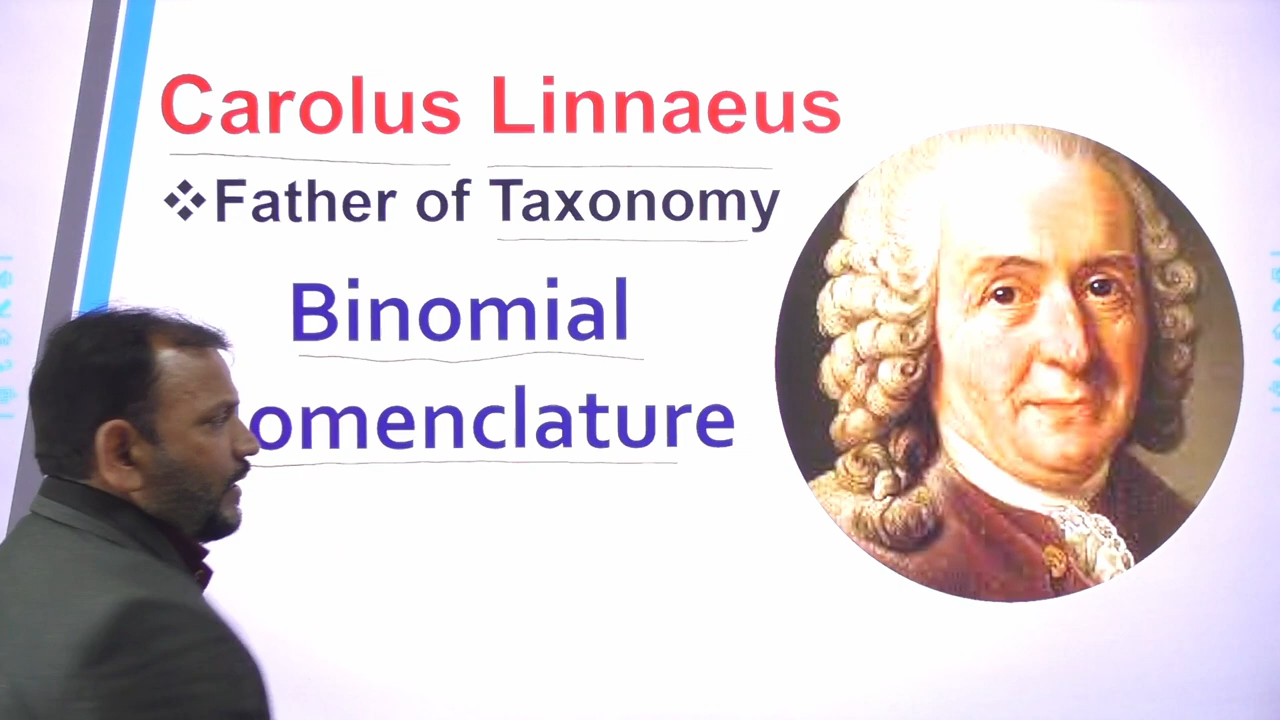 Carolus Linnaeus
❖Father of Taxonomy
Binomial
omenclature